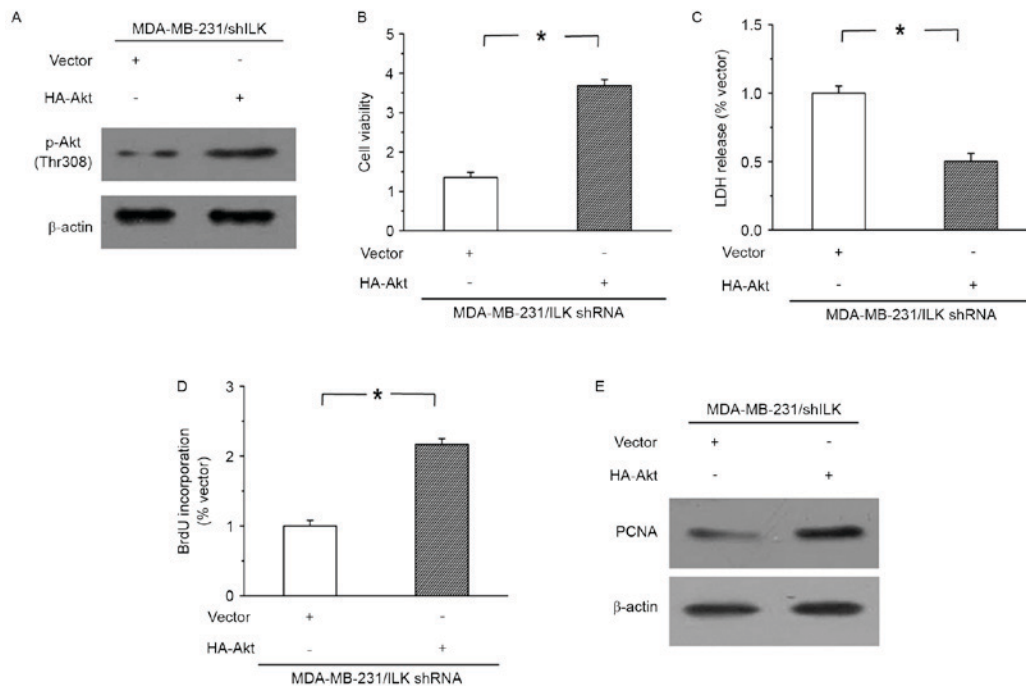 A
MDA-MB-231/shILK
Vector + -
HA-Akt - +
p-Akt
(Thr308)
β-actin
B
*
Cell viability
5
4
3
2
1
0
Vector + -
HA-Akt - +
MDA-MB-231/ILK shRNA
C
*
LDH release (% vector)
1.0
0.5
0.0
Vector + -
HA-Akt - +
MDA-MB-231/ILK shRNA
D
*
BrdU incorporation
(% vector)
3
2
1
0
Vector + -
HA-Akt - +
MDA-MB-231/ILK shRNA
E
MDA-MB-231/shILK
Vector + -
HA-Akt - +
PCNA
β-actin